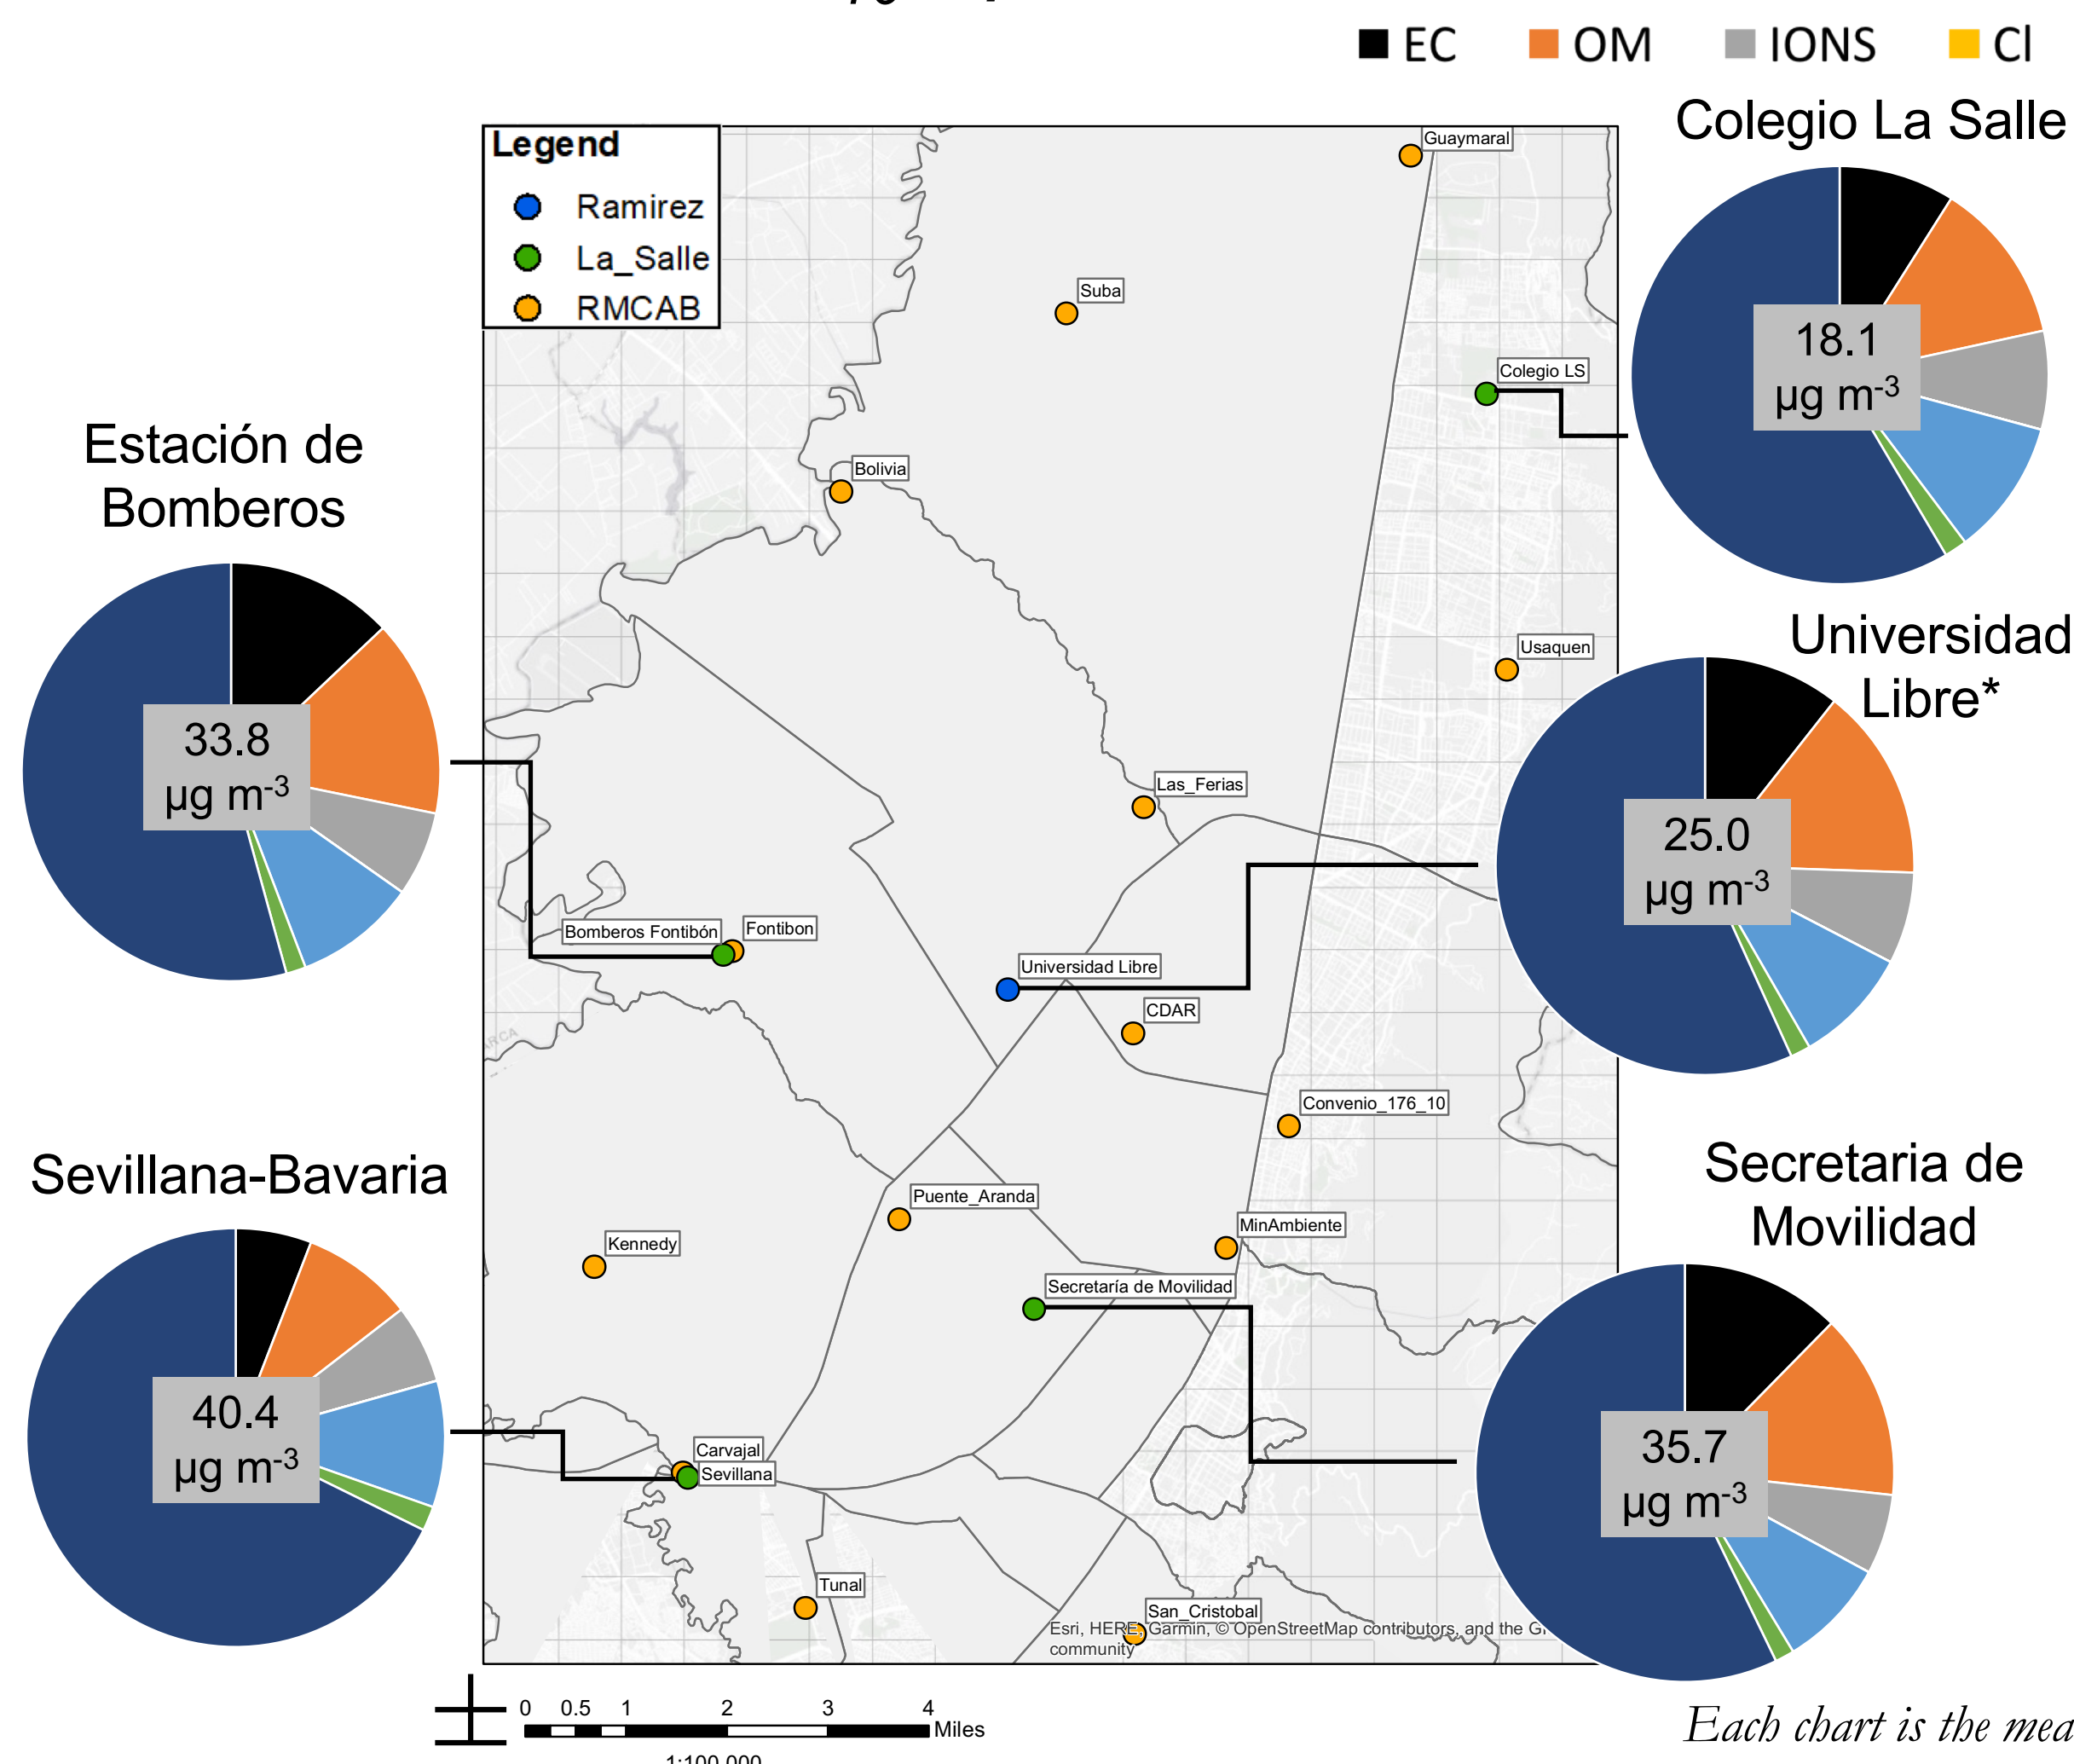 EC OM IONS Cl
Colegio La Salle
18.1
µg m-3
Universidad
Libre*
25.0
µg m-3
Secretaria de
Movilidad
35.7
µg m-3
Estación de
Bomberos
33.8
µg m-3
Sevillana-Bavaria
40.4
µg m-3
Legend
Ramirez
La_Salle
RMCAB
Guaymaral
Suba
Colegio LS
Bolivia
Usaquen
Las_Ferias
Bomberos Fontibón
Fontibon
Universidad Libre
CDAR
Convenio_176_10
Puente_Aranda
MinAmbiente
Kennedy
Secretaría de Movilidad
Carvajal
Sevillana
Tunal
San_Cristobal
Esri, HERE, Garmin, © OpenStreetMap contributors, and the
community
0 0.5 1 2 3 4
Miles
1:100,000
Each chart is the